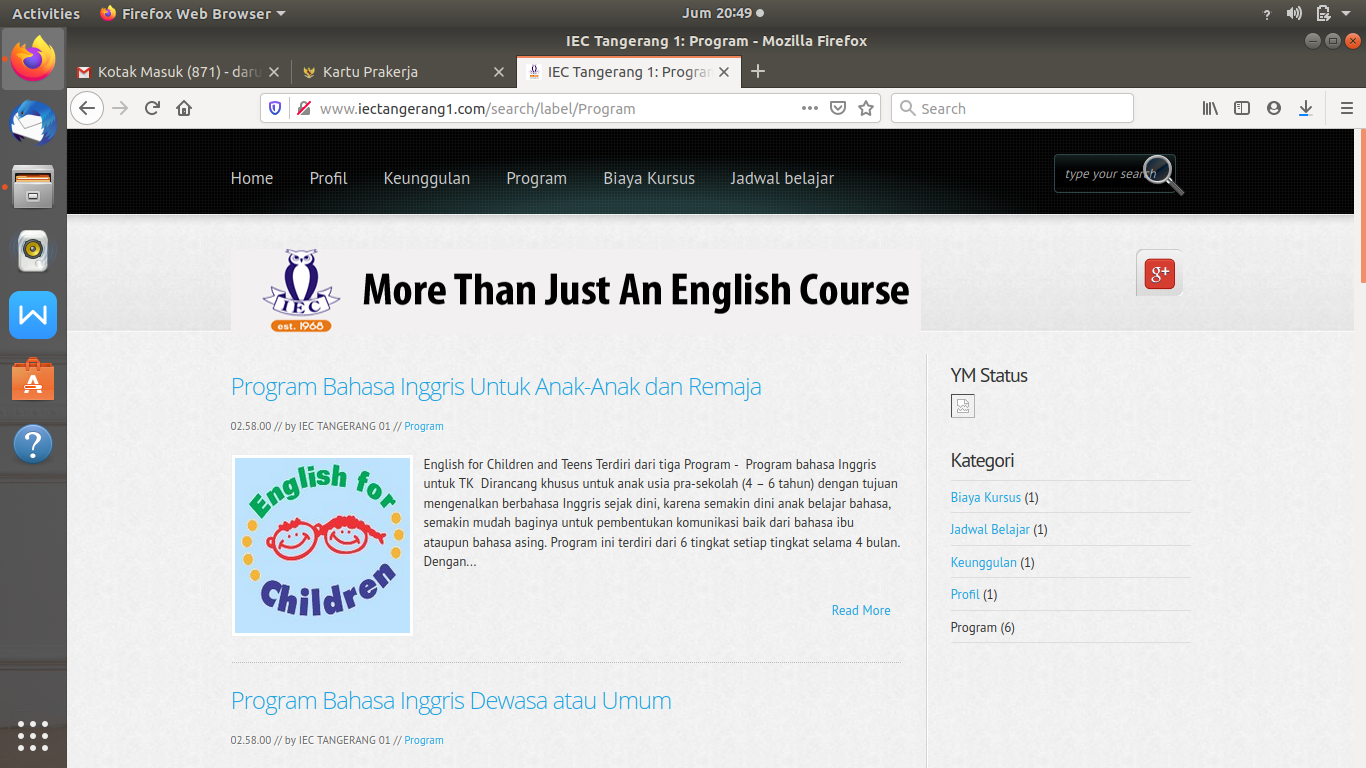 Activities
Firefox Web Browser
Jum 20:49
IEC Tangerang 1: Program - Mozilla Firefox
Kotak Masuk (871) - daru
Kartu Prakerja
IEC Tangerang 1: Program
www.iectangerang1.com/search/label/Program
Search
Home
Profil
Keunggulan
Program
Biaya Kursus
Jadwal belajar
type your search
IEC
est. 1968
More Than Just An English Course
g+
Program Bahasa Inggris Untuk Anak-Anak dan Remaja
02.58.00 // by IEC TANGERANG 01 // Program
English for Children
English for Children and Teens Terdiri dari tiga Program -  Program bahasa Inggris
untuk TK  Dirancang khusus untuk anak usia pra-sekolah (4 – 6 tahun) dengan tujuan
mengenalkan berbahasa Inggris sejak dini, karena semakin dini anak belajar bahasa,
semakin mudah baginya untuk pembentukan komunikasi baik dari bahasa ibu
ataupun bahasa asing. Program ini terdiri dari 6 tingkat setiap tingkat selama 4 bulan.
Dengan...
Read More
Program Bahasa Inggris Dewasa atau Umum
02.58.00 // by IEC TANGERANG 01 // Program
YM Status
Kategori
Biaya Kursus (1)
Jadwal Belajar (1)
Keunggulan (1)
Profil (1)
Program (6)